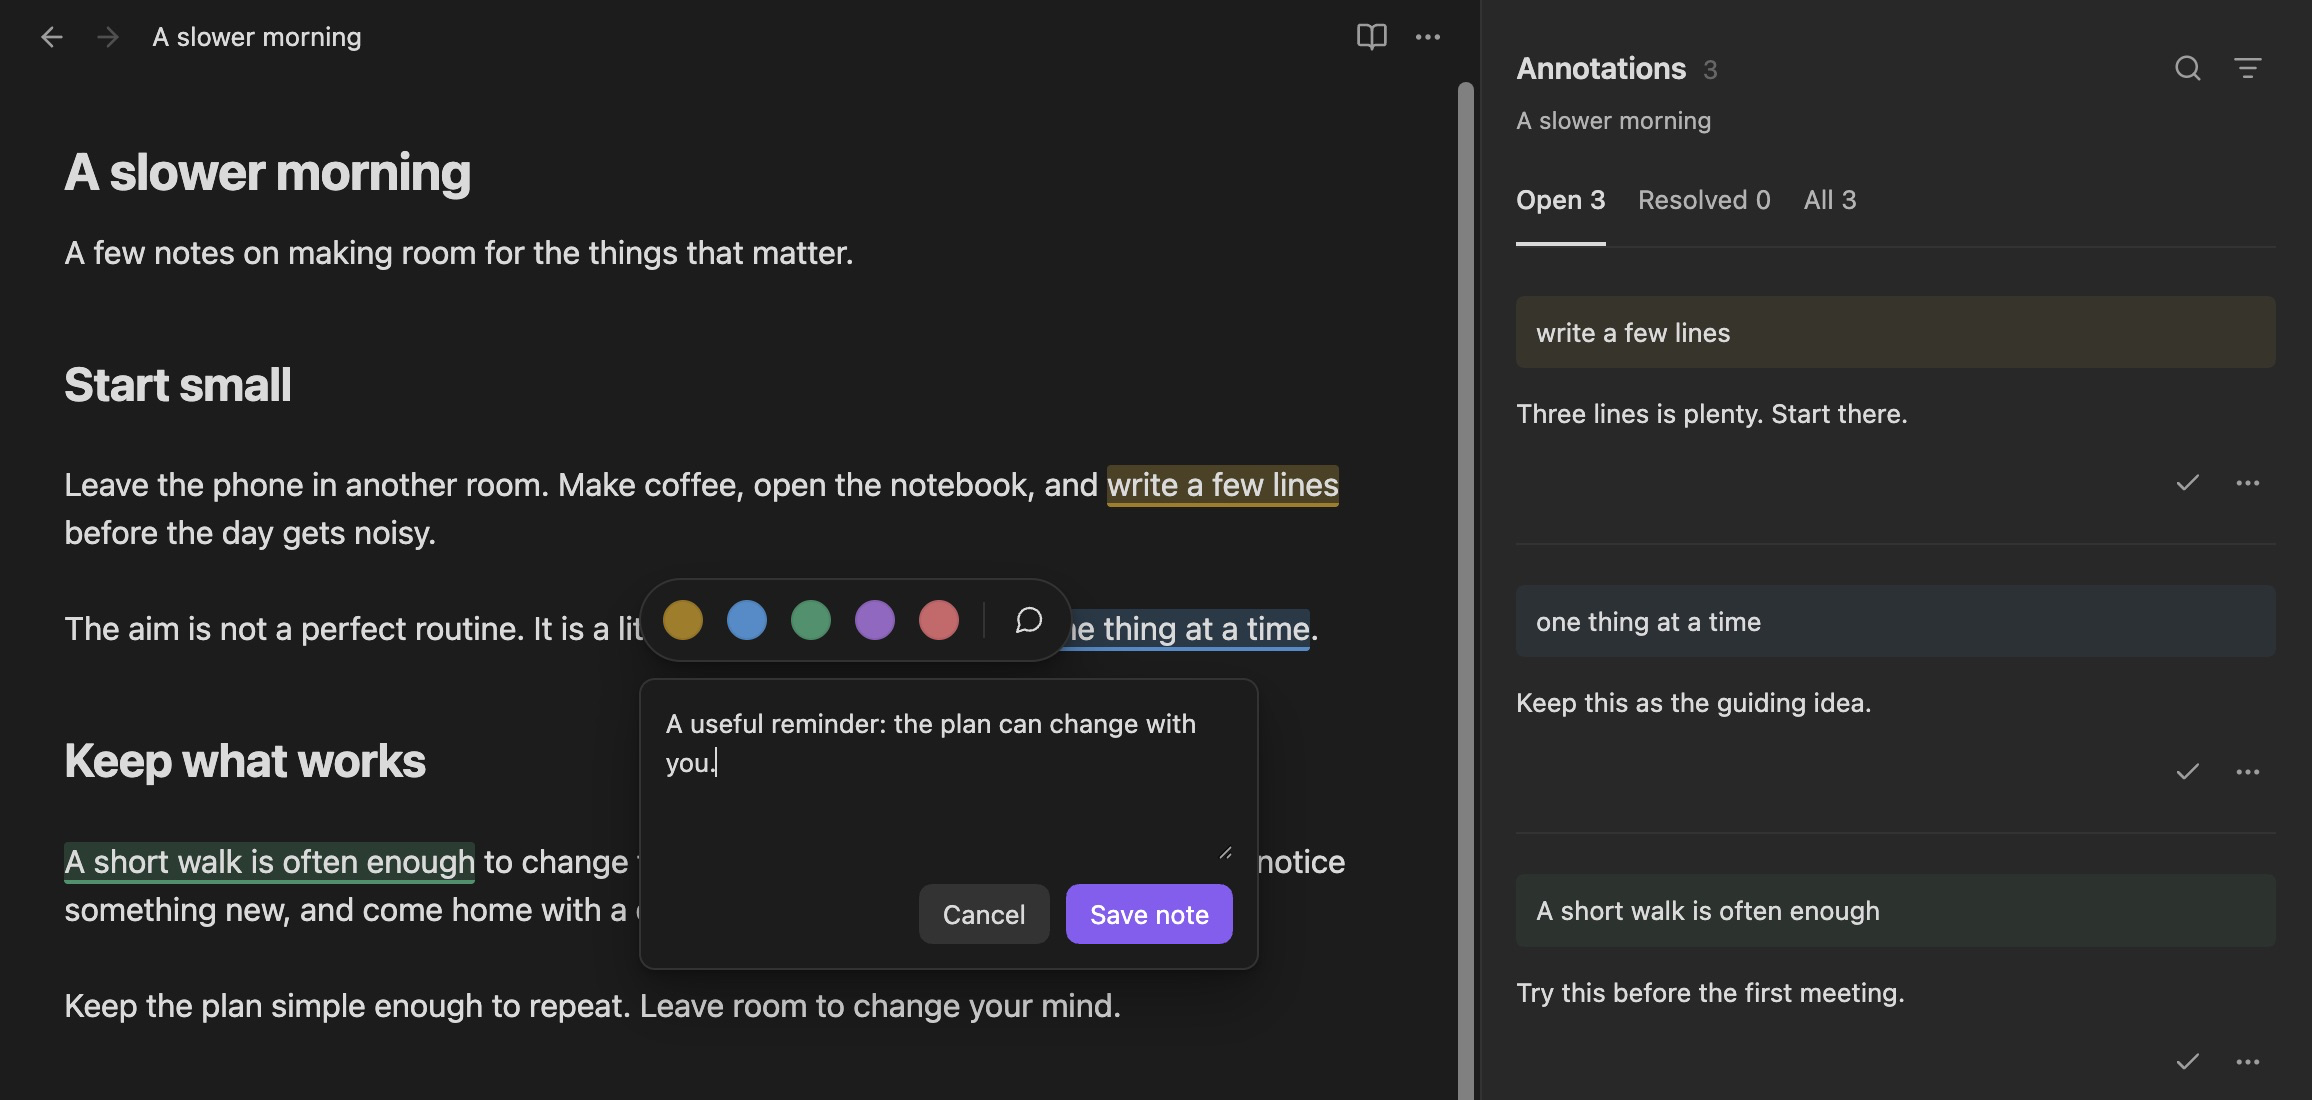 A slower morning
A slower morning
A few notes on making room for the things that matter.
Start small
Leave the phone in another room. Make coffee, open the notebook, and write a few lines
before the day gets noisy.
The aim is not a perfect routine. It is a thing at a time.
A useful reminder: the plan can change with
you.
Cancel
Save note
Keep what works
A short walk is often enough to change notice
something new, and come home with a
Keep the plan simple enough to repeat. Leave room to change your mind.
Annotations 3
A slower morning
Open 3
Resolved 0
All 3
write a few lines
Three lines is plenty. Start there.
one thing at a time
Keep this as the guiding idea.
A short walk is often enough
Try this before the first meeting.